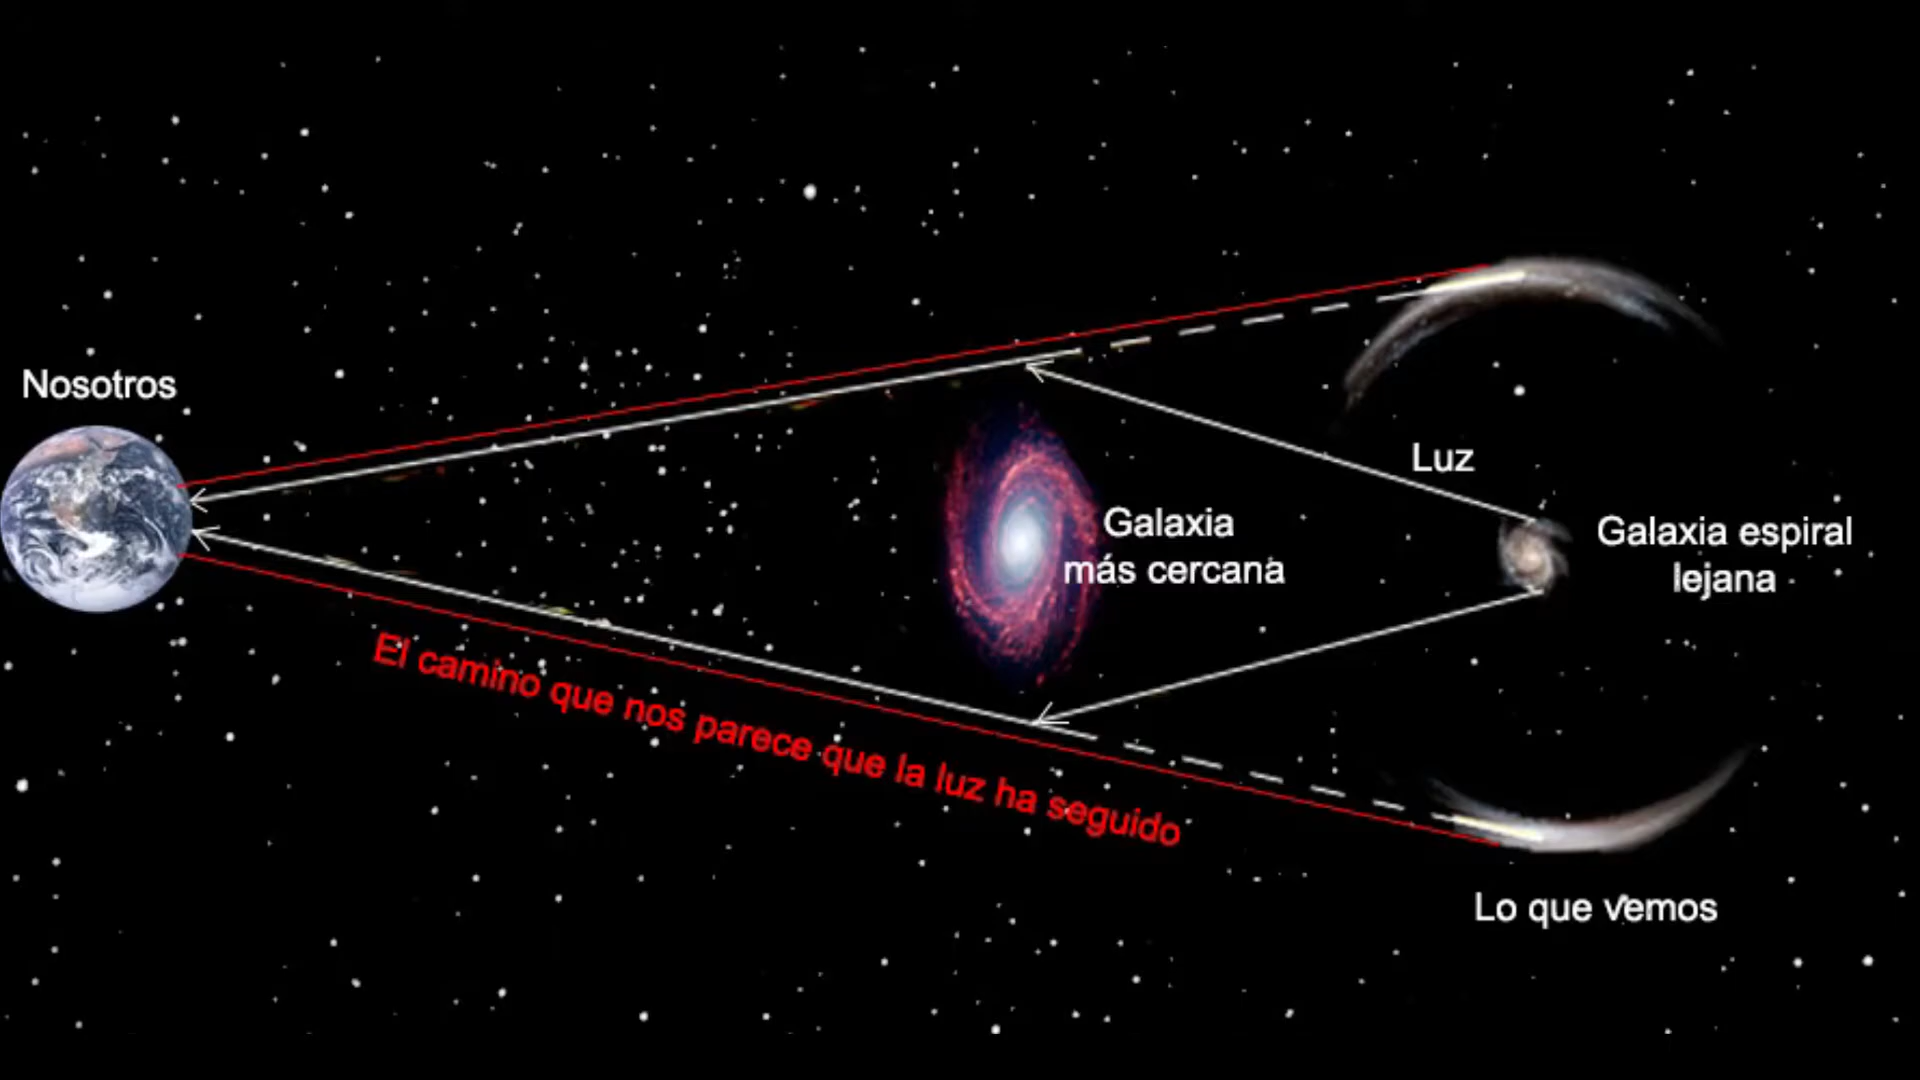 Nosotros
Luz
Galaxia
más cercana
Galaxia espiral
lejana
El camino que nos parece que la luz ha seguido
Lo que vemos